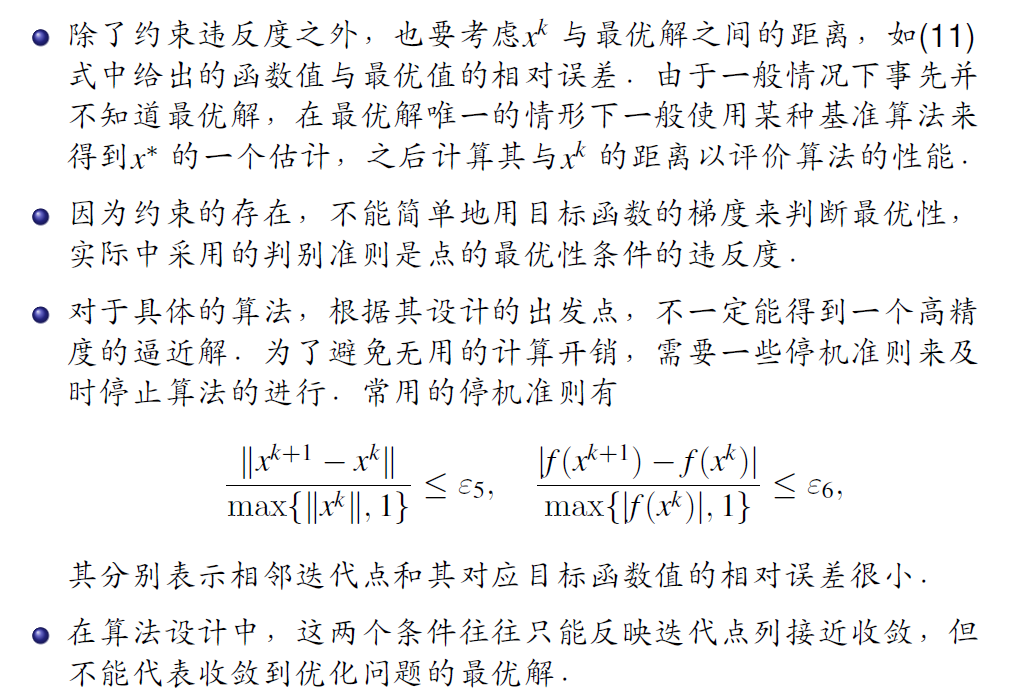 除了约束违反度之外，也要考虑x^k 与最优解之间的距离，如(11)
式中给出的函数值与最优值的相对误差．由于一般情况下事先并
不知道最优解，在最优解唯一的情形下一般使用某种基准算法来
得到x* 的一个估计，之后计算其与x^k 的距离以评价算法的性能．
因为约束的存在，不能简单地用目标函数的梯度来判断最优性，
实际中采用的判别准则是点的最优性条件的违反度．
对于具体的算法，根据其设计的出发点，不一定能得到一个高精
度的逼近解．为了避免无用的计算开销，需要一些停机准则来及
时停止算法的进行．常用的停机准则有
‖x^{k+1} − x^k‖ / max{‖x^k‖, 1} ≤ ε_5, |f(x^{k+1}) − f(x^k)| / max{|f(x^k)|, 1} ≤ ε_6,
其分别表示相邻迭代点和其对应目标函数值的相对误差很小．
在算法设计中，这两个条件往往只能反映迭代点列接近收敛，但
不能代表收敛到优化问题的最优解．